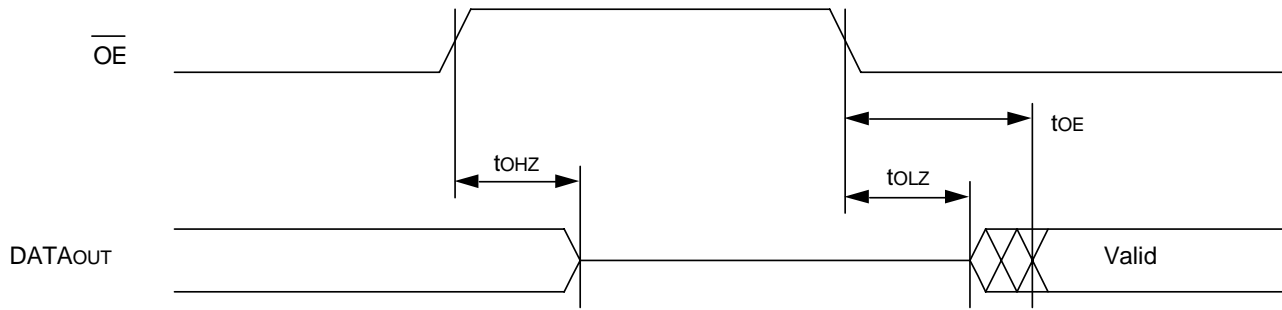 OE
tOE
tOHZ
tOLZ
DATAOUT
Valid